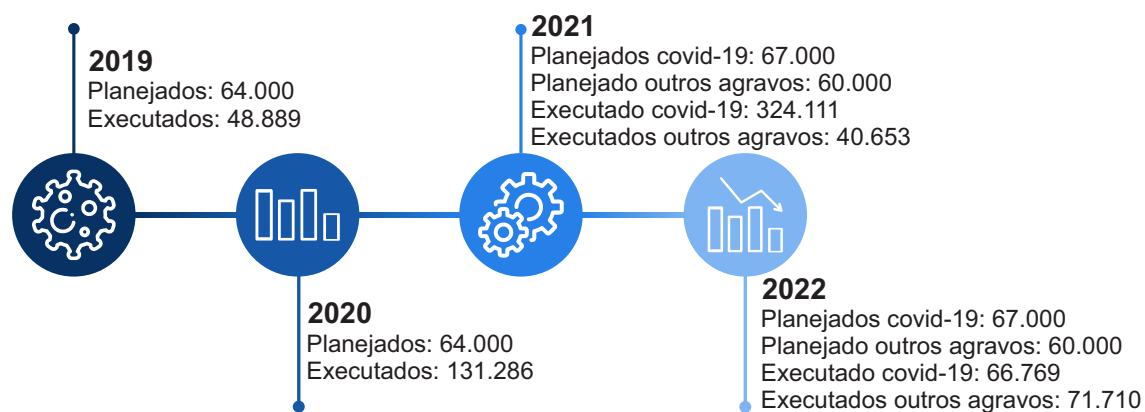 2019
Planejados: 64.000
Executados: 48.889
2020
Planejados: 64.000
Executados: 131.286
2021
Planejados covid-19: 67.000
Planejado outros agravos: 60.000
Executado covid-19: 324.111
Executados outros agravos: 40.653
2022
Planejados covid-19: 67.000
Planejado outros agravos: 60.000
Executado covid-19: 66.769
Executados outros agravos: 71.710